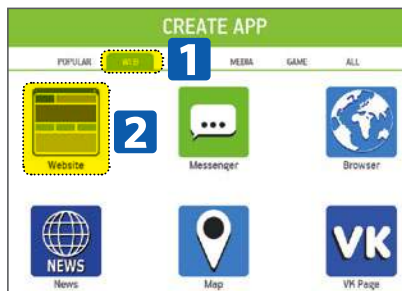 CREATE APP
POPULAR WEB 1 MEDIA GAME ALL
2
Website Messenger Browser
NEWS VK
News Map VK Page